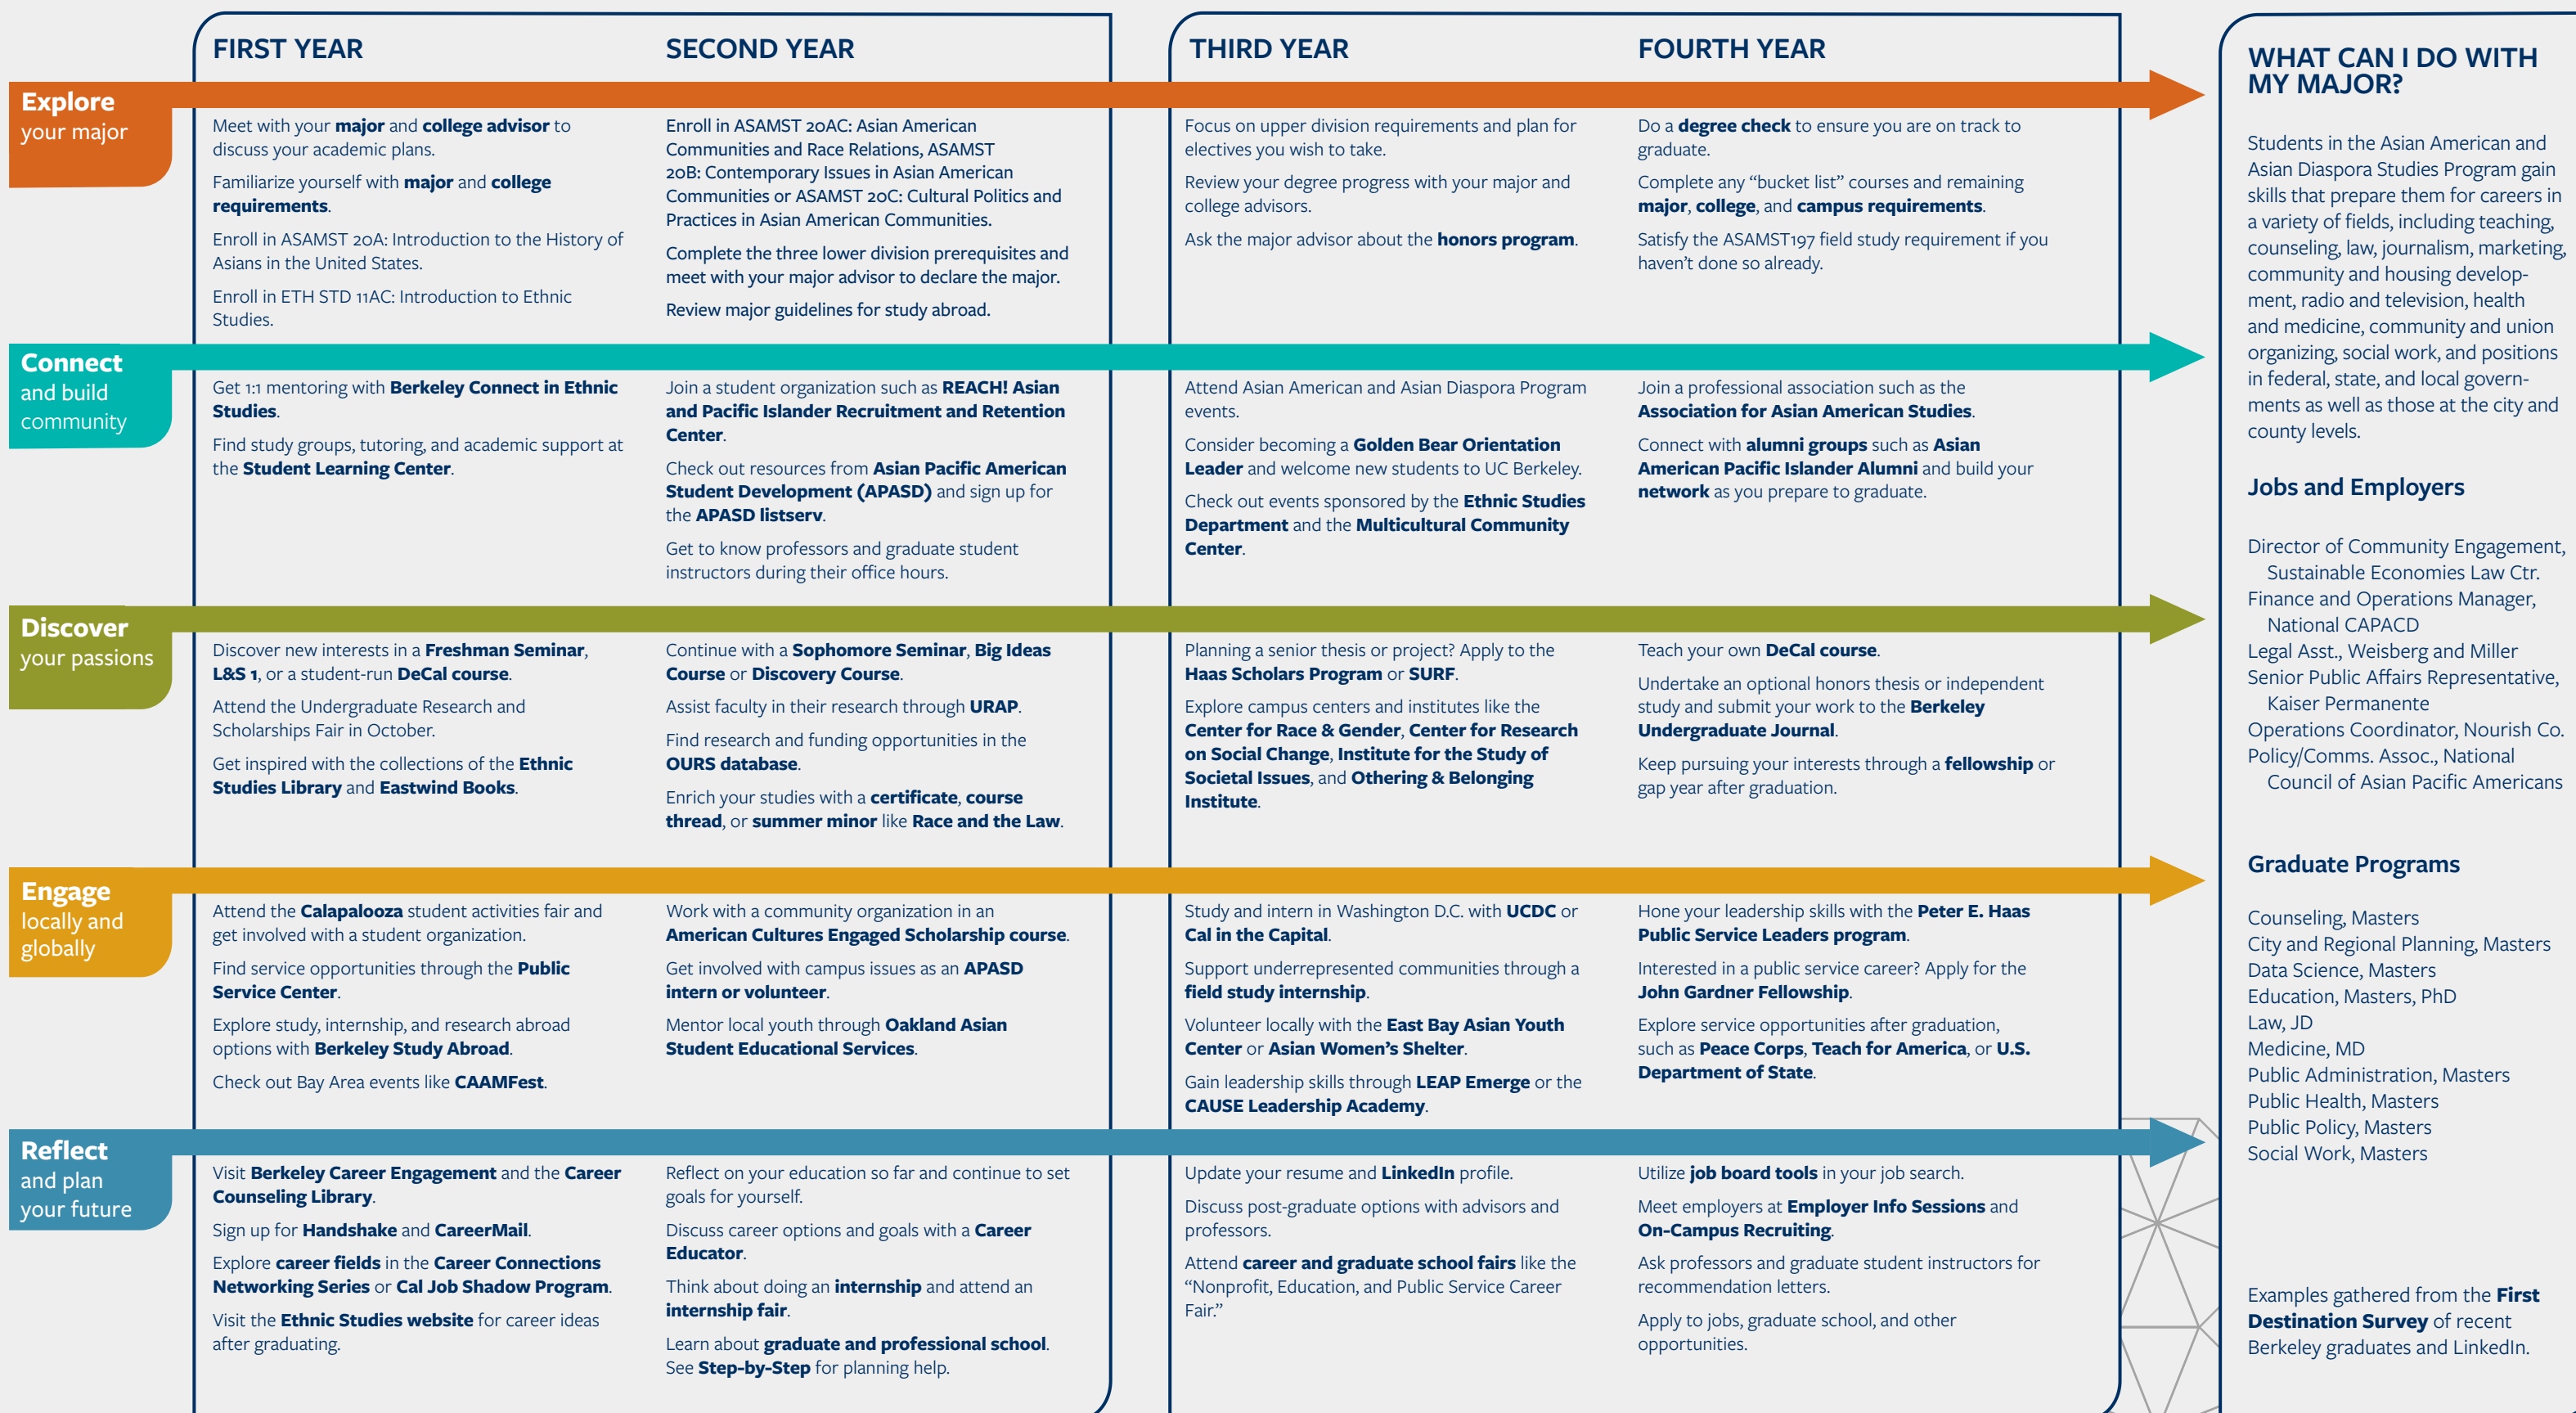 FIRST YEAR
SECOND YEAR
THIRD YEAR
FOURTH YEAR
Explore
your major
Meet with your major and college advisor to
discuss your academic plans.
Familiarize yourself with major and college
requirements.
Enroll in ASAMST 20A: Introduction to the History of
Asians in the United States.
Enroll in ETH STD 11AC: Introduction to Ethnic
Studies.
Enroll in ASAMST 20AC: Asian American
Communities and Race Relations, ASAMST
20B: Contemporary Issues in Asian American
Communities or ASAMST 20C: Cultural Politics and
Practices in Asian American Communities.
Complete the three lower division prerequisites and
meet with your major advisor to declare the major.
Review major guidelines for study abroad.
Focus on upper division requirements and plan for
electives you wish to take.
Review your degree progress with your major and
college advisors.
Ask the major advisor about the honors program.
Do a degree check to ensure you are on track to
graduate.
Complete any “bucket list” courses and remaining
major, college, and campus requirements.
Satisfy the ASAMST197 field study requirement if you
haven’t done so already.
Connect
and build
community
Get 1:1 mentoring with Berkeley Connect in Ethnic
Studies.
Find study groups, tutoring, and academic support at
the Student Learning Center.
Join a student organization such as REACH! Asian
and Pacific Islander Recruitment and Retention
Center.
Check out resources from Asian Pacific American
Student Development (APASD) and sign up for
the APASD listserv.
Get to know professors and graduate student
instructors during their office hours.
Attend Asian American and Asian Diaspora Program
events.
Consider becoming a Golden Bear Orientation
Leader and welcome new students to UC Berkeley.
Check out events sponsored by the Ethnic Studies
Department and the Multicultural Community
Center.
Join a professional association such as the
Association for Asian American Studies.
Connect with alumni groups such as Asian
American Pacific Islander Alumni and build your
network as you prepare to graduate.
Discover
your passions
Discover new interests in a Freshman Seminar,
L&S 1, or a student-run DeCal course.
Attend the Undergraduate Research and
Scholarships Fair in October.
Get inspired with the collections of the Ethnic
Studies Library and Eastwind Books.
Continue with a Sophomore Seminar, Big Ideas
Course or Discovery Course.
Assist faculty in their research through URAP.
Find research and funding opportunities in the
OURS database.
Enrich your studies with a certificate, course
thread, or summer minor like Race and the Law.
Planning a senior thesis or project? Apply to the
Haas Scholars Program or SURF.
Explore campus centers and institutes like the
Center for Race & Gender, Center for Research
on Social Change, Institute for the Study of
Societal Issues, and Othering & Belonging
Institute.
Teach your own DeCal course.
Undertake an optional honors thesis or independent
study and submit your work to the Berkeley
Undergraduate Journal.
Keep pursuing your interests through a fellowship or
gap year after graduation.
Engage
locally and
globally
Attend the Calapalooza student activities fair and
get involved with a student organization.
Find service opportunities through the Public
Service Center.
Explore study, internship, and research abroad
options with Berkeley Study Abroad.
Check out Bay Area events like CAAMFest.
Work with a community organization in an
American Cultures Engaged Scholarship course.
Get involved with campus issues as an APASD
intern or volunteer.
Mentor local youth through Oakland Asian
Student Educational Services.
Study and intern in Washington D.C. with UCDC or
Cal in the Capital.
Support underrepresented communities through a
field study internship.
Volunteer locally with the East Bay Asian Youth
Center or Asian Women’s Shelter.
Gain leadership skills through LEAP Emerge or the
CAUSE Leadership Academy.
Hone your leadership skills with the Peter E. Haas
Public Service Leaders program.
Interested in a public service career? Apply for the
John Gardner Fellowship.
Explore service opportunities after graduation,
such as Peace Corps, Teach for America, or U.S.
Department of State.
Reflect
and plan
your future
Visit Berkeley Career Engagement and the Career
Counseling Library.
Sign up for Handshake and CareerMail.
Explore career fields in the Career Connections
Networking Series or Cal Job Shadow Program.
Visit the Ethnic Studies website for career ideas
after graduating.
Reflect on your education so far and continue to set
goals for yourself.
Discuss career options and goals with a Career
Educator.
Think about doing an internship and attend an
internship fair.
Learn about graduate and professional school.
See Step-by-Step for planning help.
Update your resume and LinkedIn profile.
Discuss post-graduate options with advisors and
professors.
Attend career and graduate school fairs like the
“Nonprofit, Education, and Public Service Career
Fair.”
Utilize job board tools in your job search.
Meet employers at Employer Info Sessions and
On-Campus Recruiting.
Ask professors and graduate student instructors for
recommendation letters.
Apply to jobs, graduate school, and other
opportunities.
WHAT CAN I DO WITH
MY MAJOR?
Students in the Asian American and
Asian Diaspora Studies Program gain
skills that prepare them for careers in
a variety of fields, including teaching,
counseling, law, journalism, marketing,
community and housing develop-
ment, radio and television, health
and medicine, community and union
organizing, social work, and positions
in federal, state, and local govern-
ments as well as those at the city and
county levels.
Jobs and Employers
Director of Community Engagement,
Sustainable Economies Law Ctr.
Finance and Operations Manager,
National CAPACD
Legal Asst., Weisberg and Miller
Senior Public Affairs Representative,
Kaiser Permanente
Operations Coordinator, Nourish Co.
Policy/Comms. Assoc., National
Council of Asian Pacific Americans
Graduate Programs
Counseling, Masters
City and Regional Planning, Masters
Data Science, Masters
Education, Masters, PhD
Law, JD
Medicine, MD
Public Administration, Masters
Public Health, Masters
Public Policy, Masters
Social Work, Masters
Examples gathered from the First
Destination Survey of recent
Berkeley graduates and LinkedIn.